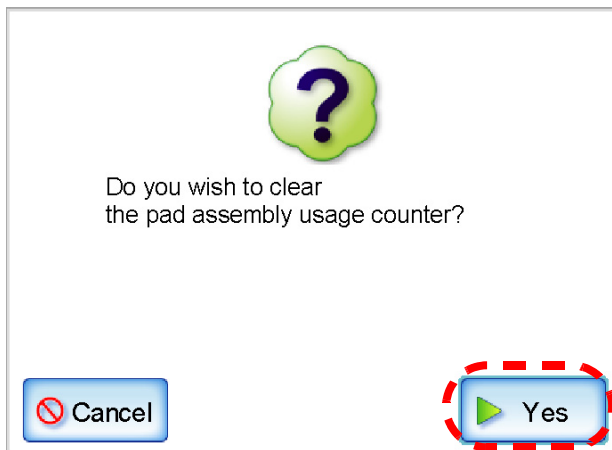 ?
Do you wish to clear
the pad assembly usage counter?
Cancel
Yes